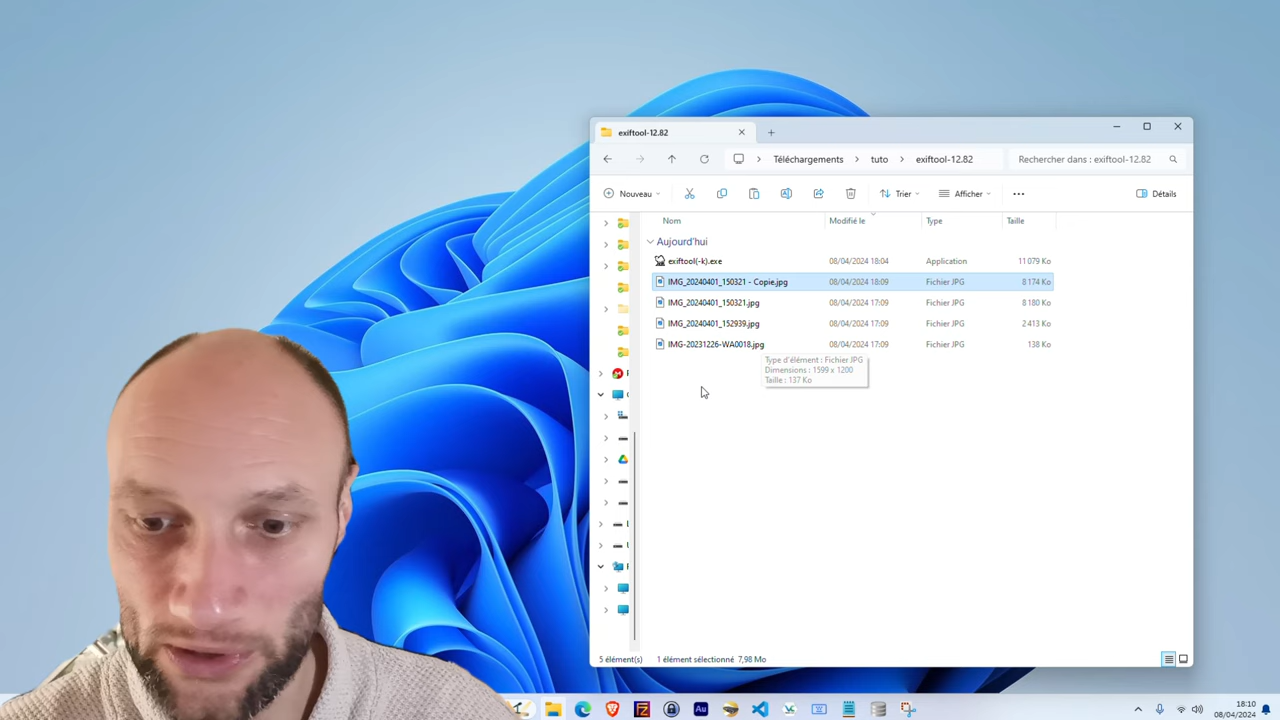 exiftool-12.82
Téléchargements tuto exiftool-12.82 Rechercher dans : exiftool-12.82
Nouveau Trier Afficher Détails
Nom Modifié le Type Taille
Aujourd'hui
exiftool(-k).exe 08/04/2024 18:04 Application 11 079 Ko
IMG_20240401_150321 - Copie.jpg 08/04/2024 18:09 Fichier JPG 8 174 Ko
IMG_20240401_150321.jpg 08/04/2024 17:09 Fichier JPG 8 180 Ko
IMG_20240401_152939.jpg 08/04/2024 17:09 Fichier JPG 2 413 Ko
IMG-20231226-WA0018.jpg 08/04/2024 17:09 Fichier JPG 138 Ko
Type d'élément : Fichier JPG
Dimensions : 1599 x 1200
Taille : 137 Ko
5 élément(s) 1 élément sélectionné 7,98 Mo
Au
18:10
08/04/2024